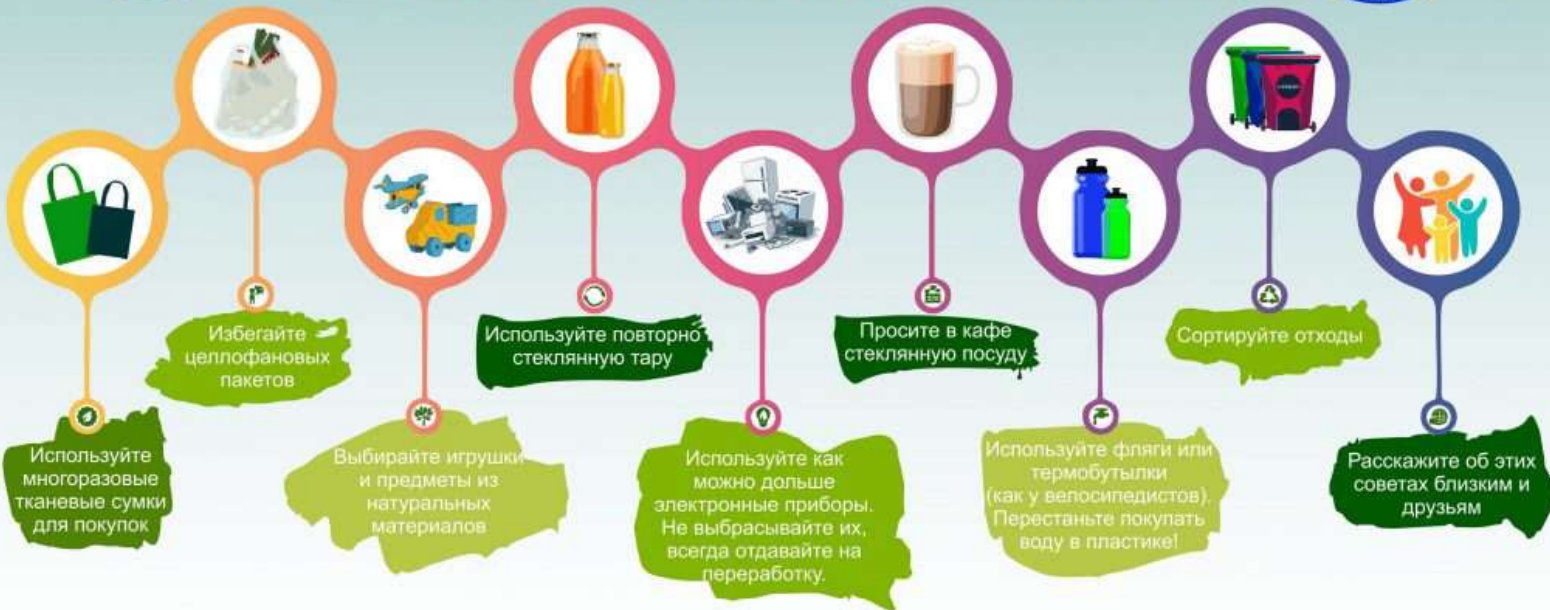 Используйте
многоразовые
тканевые сумки
для покупок
Избегайте
целлофановых
пакетов
Выбирайте игрушки
и предметы из
натуральных
материалов
Используйте повторно
стеклянную тару
Используйте как
можно дольше
электронные приборы.
Не выбрасывайте их,
всегда отдавайте на
переработку.
Просите в кафе
стеклянную посуду
Используйте фляги или
термобутылки
(как у велосипедистов).
Перестаньте покупать
воду в пластике!
Сортируйте отходы
Расскажите об этих
советах близким и
друзьям